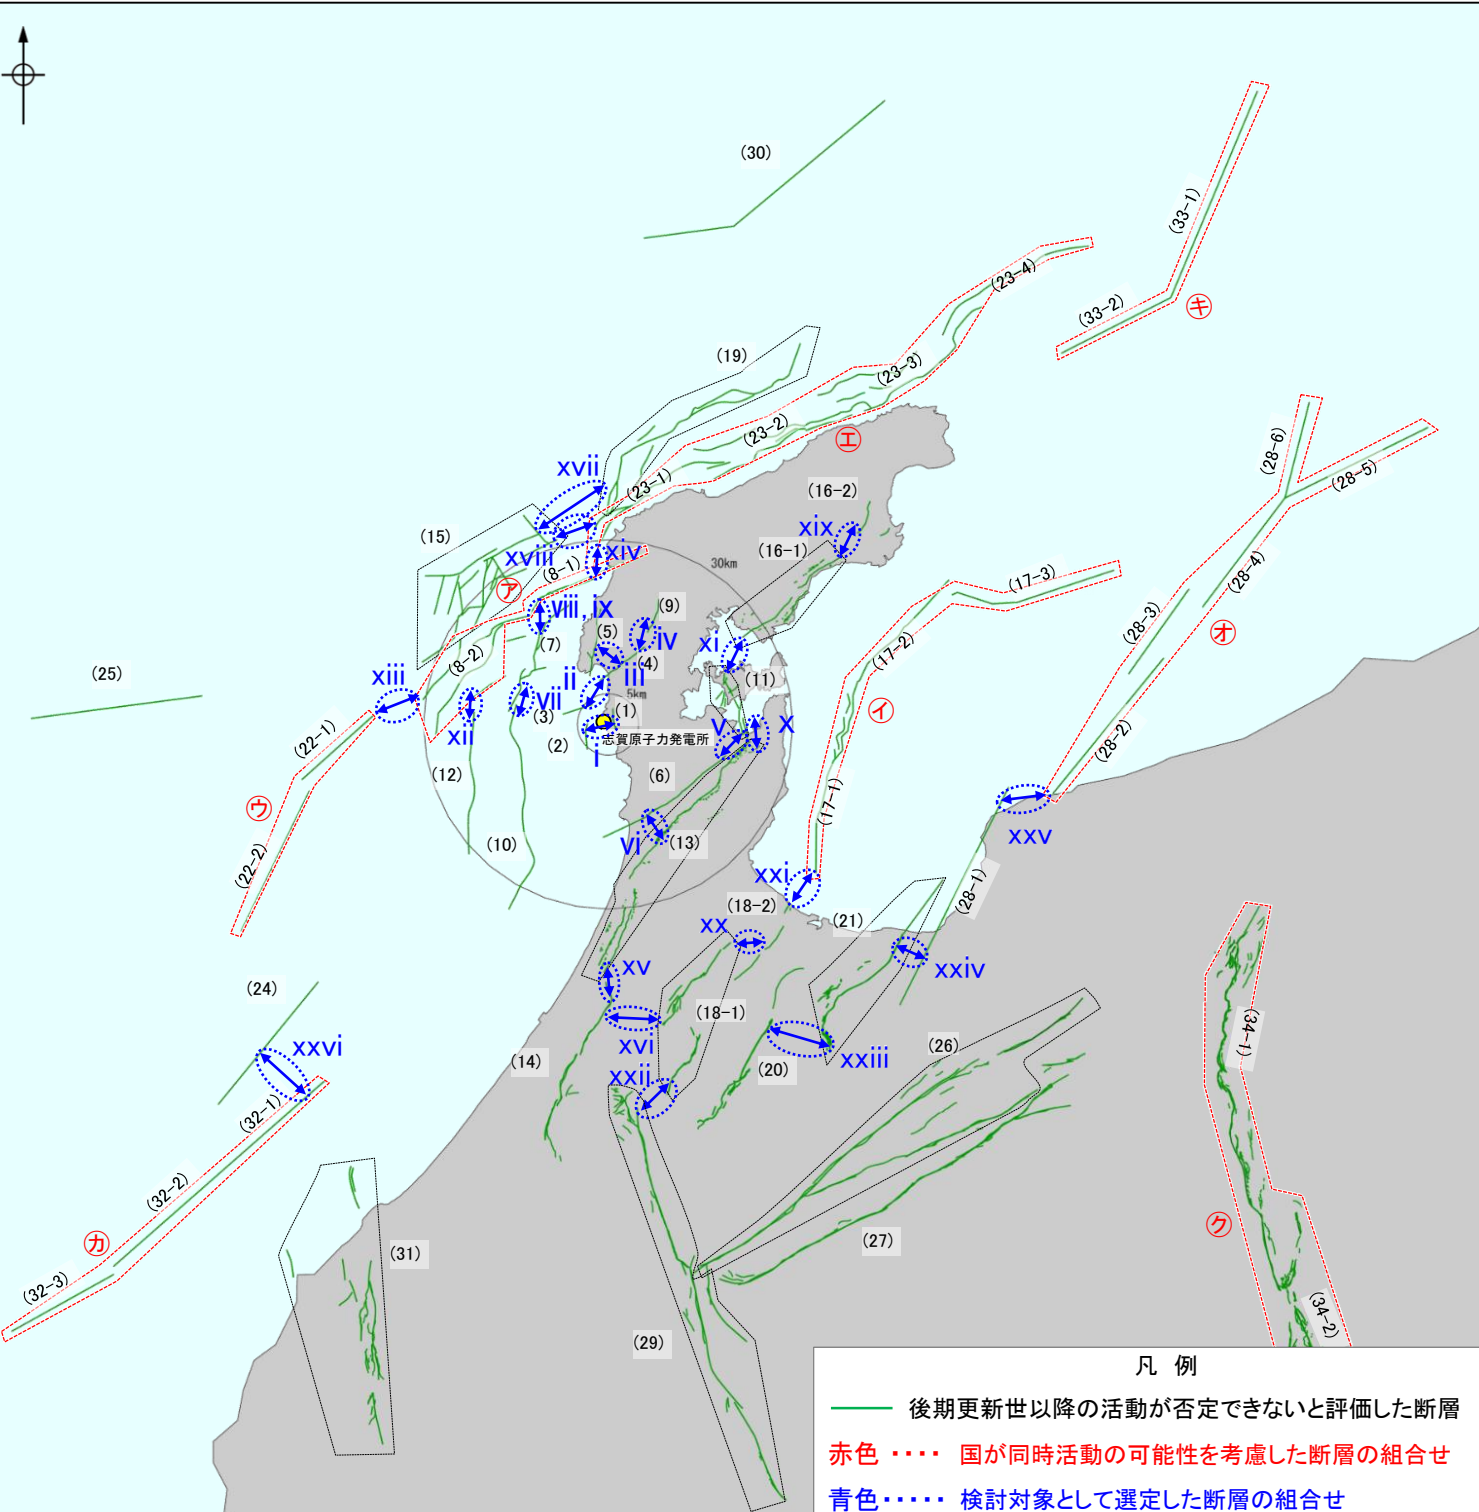 (30)
(33-1)
(23-4)
(33-2)
㋖
(19)
(23-3)
(23-2)
㋓
(28-6)
(28-5)
xvii
(23-1)
(16-2)
(15)
xviii
xiv
xix
(16-1)
30km
(8-1)
㋐
(17-3)
(28-4)
viii, ix
(9)
(7)
(5)
iv
(4)
xi
(28-3)
㋔
(8-2)
(17-2)
(25)
xiii
ii
iii
(11)
vii
5km
㋑
(3)
(1)
xii
(2)
志賀原子力発電所
i
v
x
(22-1)
(28-2)
(12)
(6)
㋒
(17-1)
(10)
vi
(13)
xxv
(22-2)
xxi
(28-1)
(18-2)
(21)
xx
xv
xxiv
(24)
(18-1)
xvi
(34-1)
xxvi
(14)
(20)
xxiii
(26)
xxii
(32-1)
(32-2)
㋕
(31)
(27)
㋗
(32-3)
(29)
(34-2)
凡 例
後期更新世以降の活動が否定できないと評価した断層
赤色 ‥‥ 国が同時活動の可能性を考慮した断層の組合せ
青色 ‥‥‥ 検討対象として選定した断層の組合せ